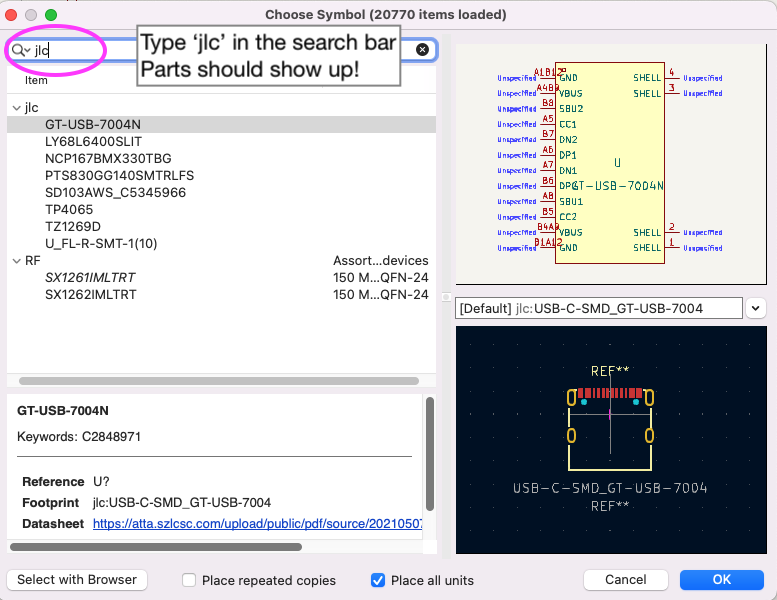 Choose Symbol (20770 items loaded)
jlc
Type ‘jlc’ in the search bar
Parts should show up!
Item
jlc
GT-USB-7004N
LY68L6400SLIT
NCP167BMX330TBG
PTS830GG140SMTRLFS
SD103AWS_C5345966
TP4065
TZ1269D
U_FL-R-SMT-1(10)
RF Assort...devices
SX1261IMLTRT 150 M...QFN-24
SX1262IMLTRT 150 M...QFN-24
GT-USB-7004N
Keywords: C2848971
Reference U?
Footprint jlc:USB-C-SMD_GT-USB-7004
Datasheet https://atta.szlcsc.com/upload/public/pdf/source/20210507
Unspecified A1B12 GND SHELL 4 Unspecified
Unspecified A4B9 VBUS SHELL 3 Unspecified
Unspecified B8 SBU2
Unspecified A5 CC1
Unspecified B7 DN2
Unspecified A6 DP1
Unspecified A7 DN1
U
Unspecified B6 DP2 GT-USB-7004N
Unspecified A8 SBU1
Unspecified B5 CC2
Unspecified B4A9 VBUS SHELL 2 Unspecified
Unspecified B1A12 GND SHELL 1 Unspecified
[Default] jlc:USB-C-SMD_GT-USB-7004
REF**
USB-C-SMD_GT-USB-7004
REF**
Select with Browser
Place repeated copies
Place all units
Cancel
OK